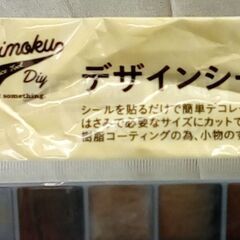 imoku
Diy
something.
デザインシー
シールを貼るだけで簡単デコレ
はさみで必要なサイズにカットで
樹脂コーティングの為、小物のす